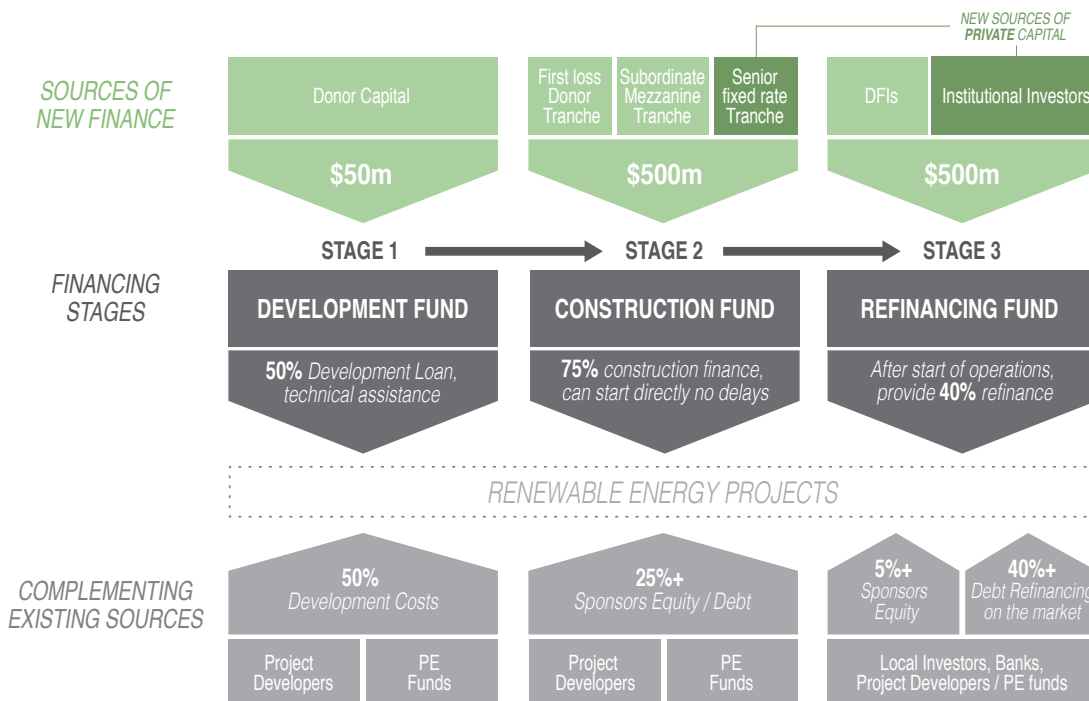 NEW SOURCES OF
PRIVATE CAPITAL
SOURCES OF
NEW FINANCE
Donor Capital
First loss
Donor
Tranche
Subordinate
Mezzanine
Tranche
Senior
fixed rate
Tranche
DFIs
Institutional Investors
$50m
$500m
$500m
STAGE 1
STAGE 2
STAGE 3
FINANCING
STAGES
DEVELOPMENT FUND
CONSTRUCTION FUND
REFINANCING FUND
50% Development Loan,
technical assistance
75% construction finance,
can start directly no delays
After start of operations,
provide 40% refinance
RENEWABLE ENERGY PROJECTS
COMPLEMENTING
EXISTING SOURCES
50%
Development Costs
25%+
Sponsors Equity / Debt
5%+
Sponsors
Equity
40%+
Debt Refinancing
on the market
Project
Developers
PE
Funds
Project
Developers
PE
Funds
Local Investors, Banks,
Project Developers / PE funds